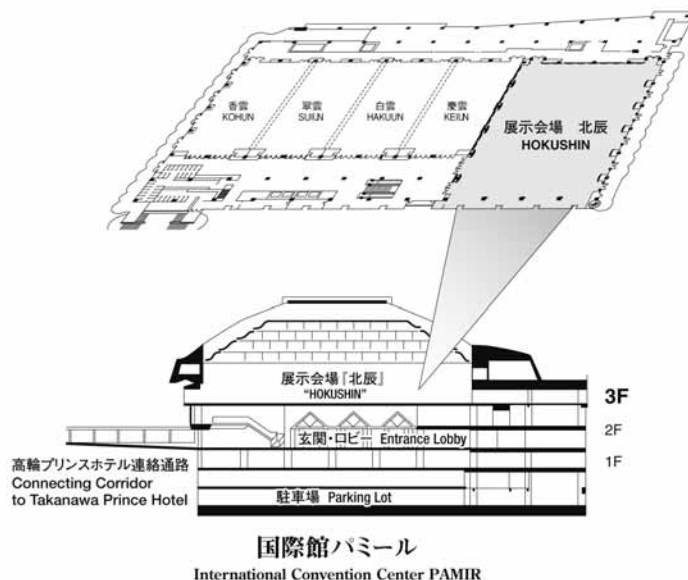 香雲
KOHUN
翠雲
SUIUN
白雲
HAKUUN
慶雲
KEIUN
展示会場 北辰
HOKUSHIN
展示会場『北辰』
"HOKUSHIN"
3F
2F
玄関・ロビー Entrance Lobby
1F
高輪プリンスホテル連絡通路
Connecting Corridor
to Takanawa Prince Hotel
駐車場 Parking Lot
国際館パミール
International Convention Center PAMIR